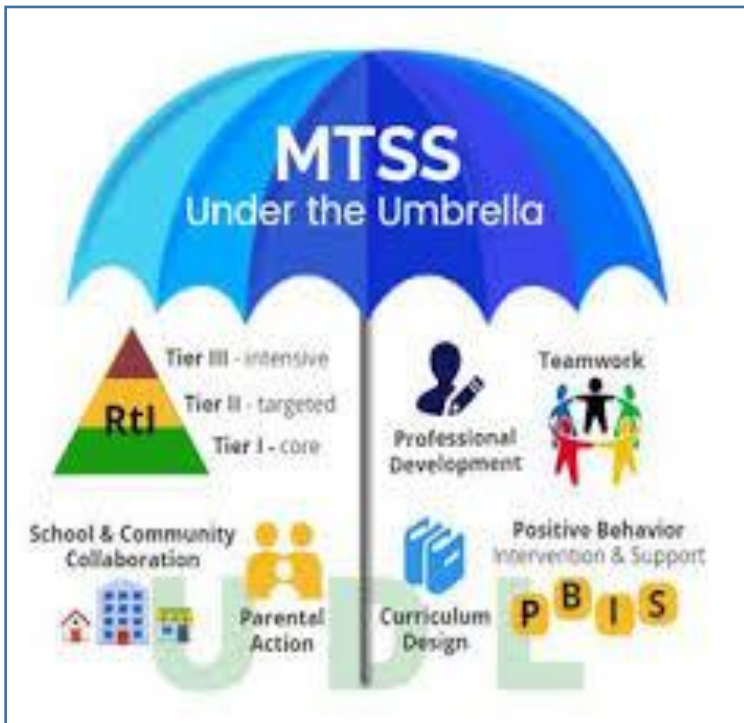 MTSS
Under the Umbrella
RtI
Tier III - intensive
Tier II - targeted
Tier I - core
Professional
Development
Teamwork
School & Community
Collaboration
Parental
Action
Curriculum
Design
Positive Behavior
Intervention & Support
PBIS
UDL